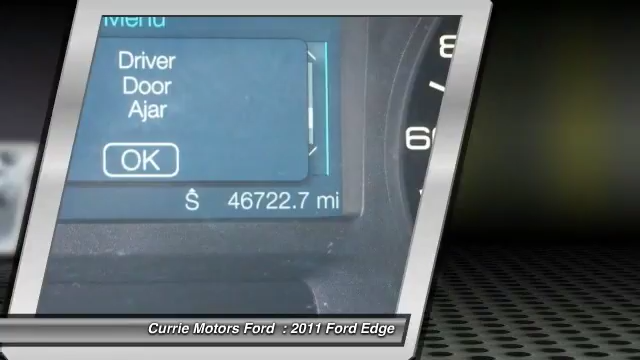 Menu
Driver
Door
Ajar
OK
S 46722.7 mi
Currie Motors Ford : 2011 Ford Edge